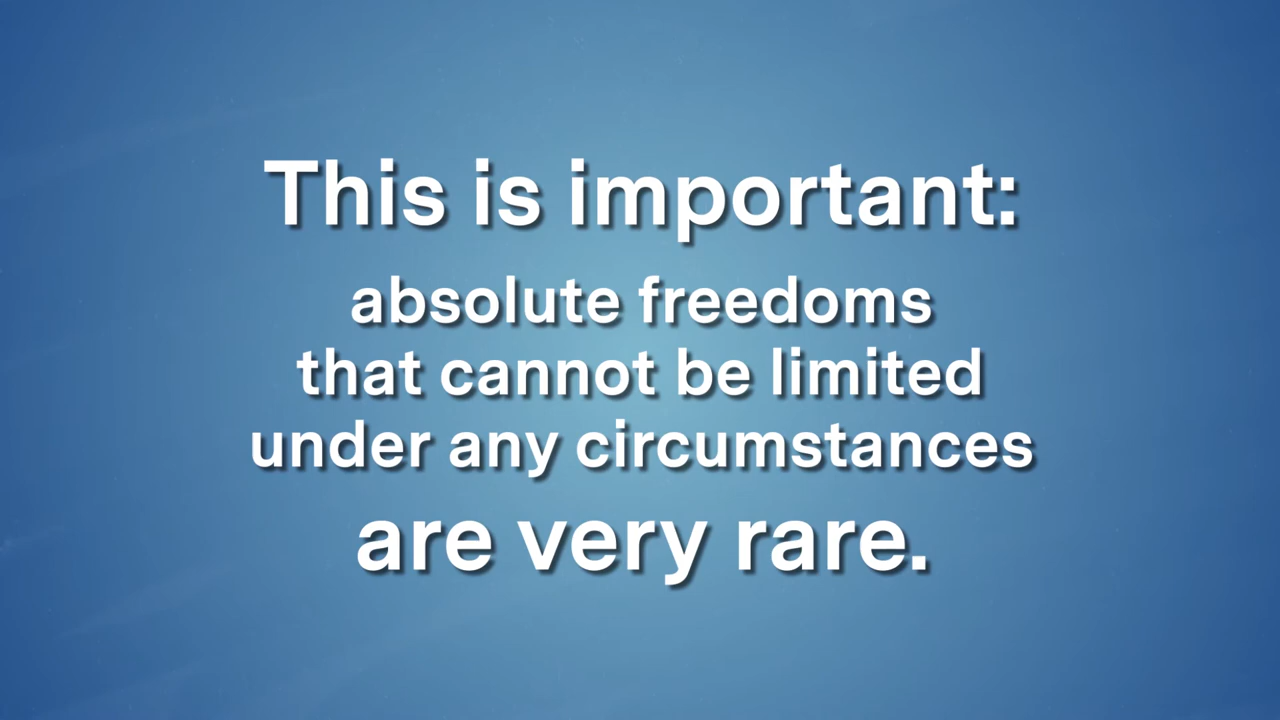 This is important:
absolute freedoms
that cannot be limited
under any circumstances
are very rare.